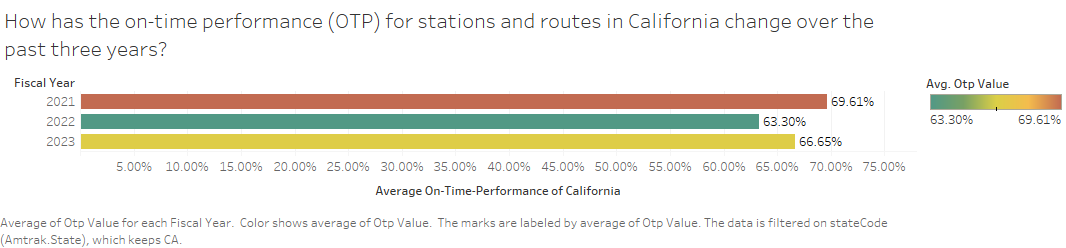 How has the on-time performance (OTP) for stations and routes in California change over the
past three years?
Fiscal Year
2021
69.61%
2022
63.30%
2023
66.65%
5.00% 10.00% 15.00% 20.00% 25.00% 30.00% 35.00% 40.00% 45.00% 50.00% 55.00% 60.00% 65.00% 70.00% 75.00%
Average On-Time-Performance of California
Avg. Otp Value
63.30% 69.61%
Average of Otp Value for each Fiscal Year. Color shows average of Otp Value. The marks are labeled by average of Otp Value. The data is filtered on stateCode
(Amtrak.State), which keeps CA.